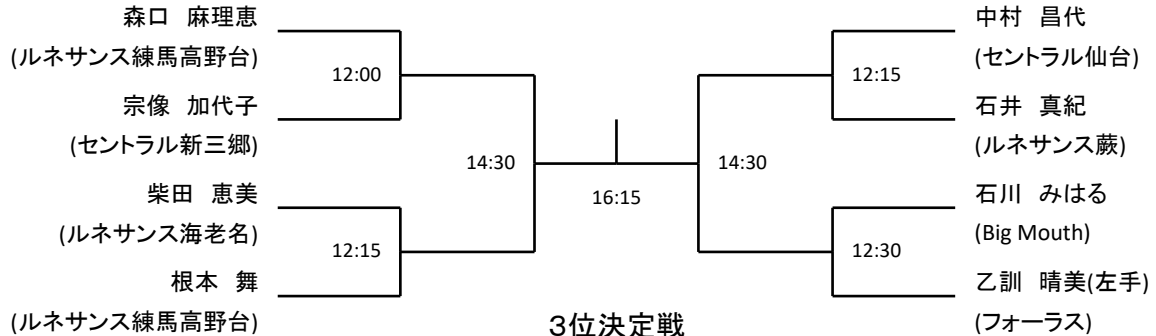 森口　麻理恵
(ルネサンス練馬高野台)
12:00
宗像　加代子
(セントラル新三郷)
14:30
柴田　恵美
(ルネサンス海老名)
12:15
根本　舞
(ルネサンス練馬高野台)
16:15
3位決定戦
中村　昌代
(セントラル仙台)
12:15
石井　真紀
(ルネサンス蕨)
14:30
石川　みはる
(Big Mouth)
12:30
乙訓　晴美(左手)
(フォーラス)